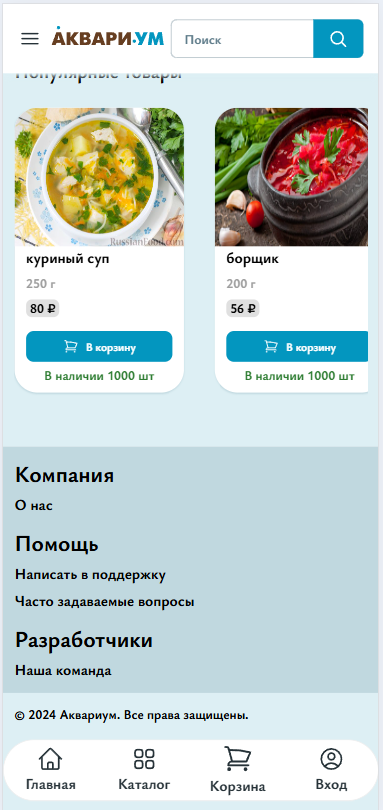 АКВАРИ·УМ
Поиск
Популярные товары
RussianFood.com
куриный суп
250 г
80 ₽
В корзину
В наличии 1000 шт
борщик
200 г
56 ₽
В корзину
В наличии 1000 шт
Компания
О нас
Помощь
Написать в поддержку
Часто задаваемые вопросы
Разработчики
Наша команда
© 2024 Аквариум. Все права защищены.
Главная
Каталог
Корзина
Вход